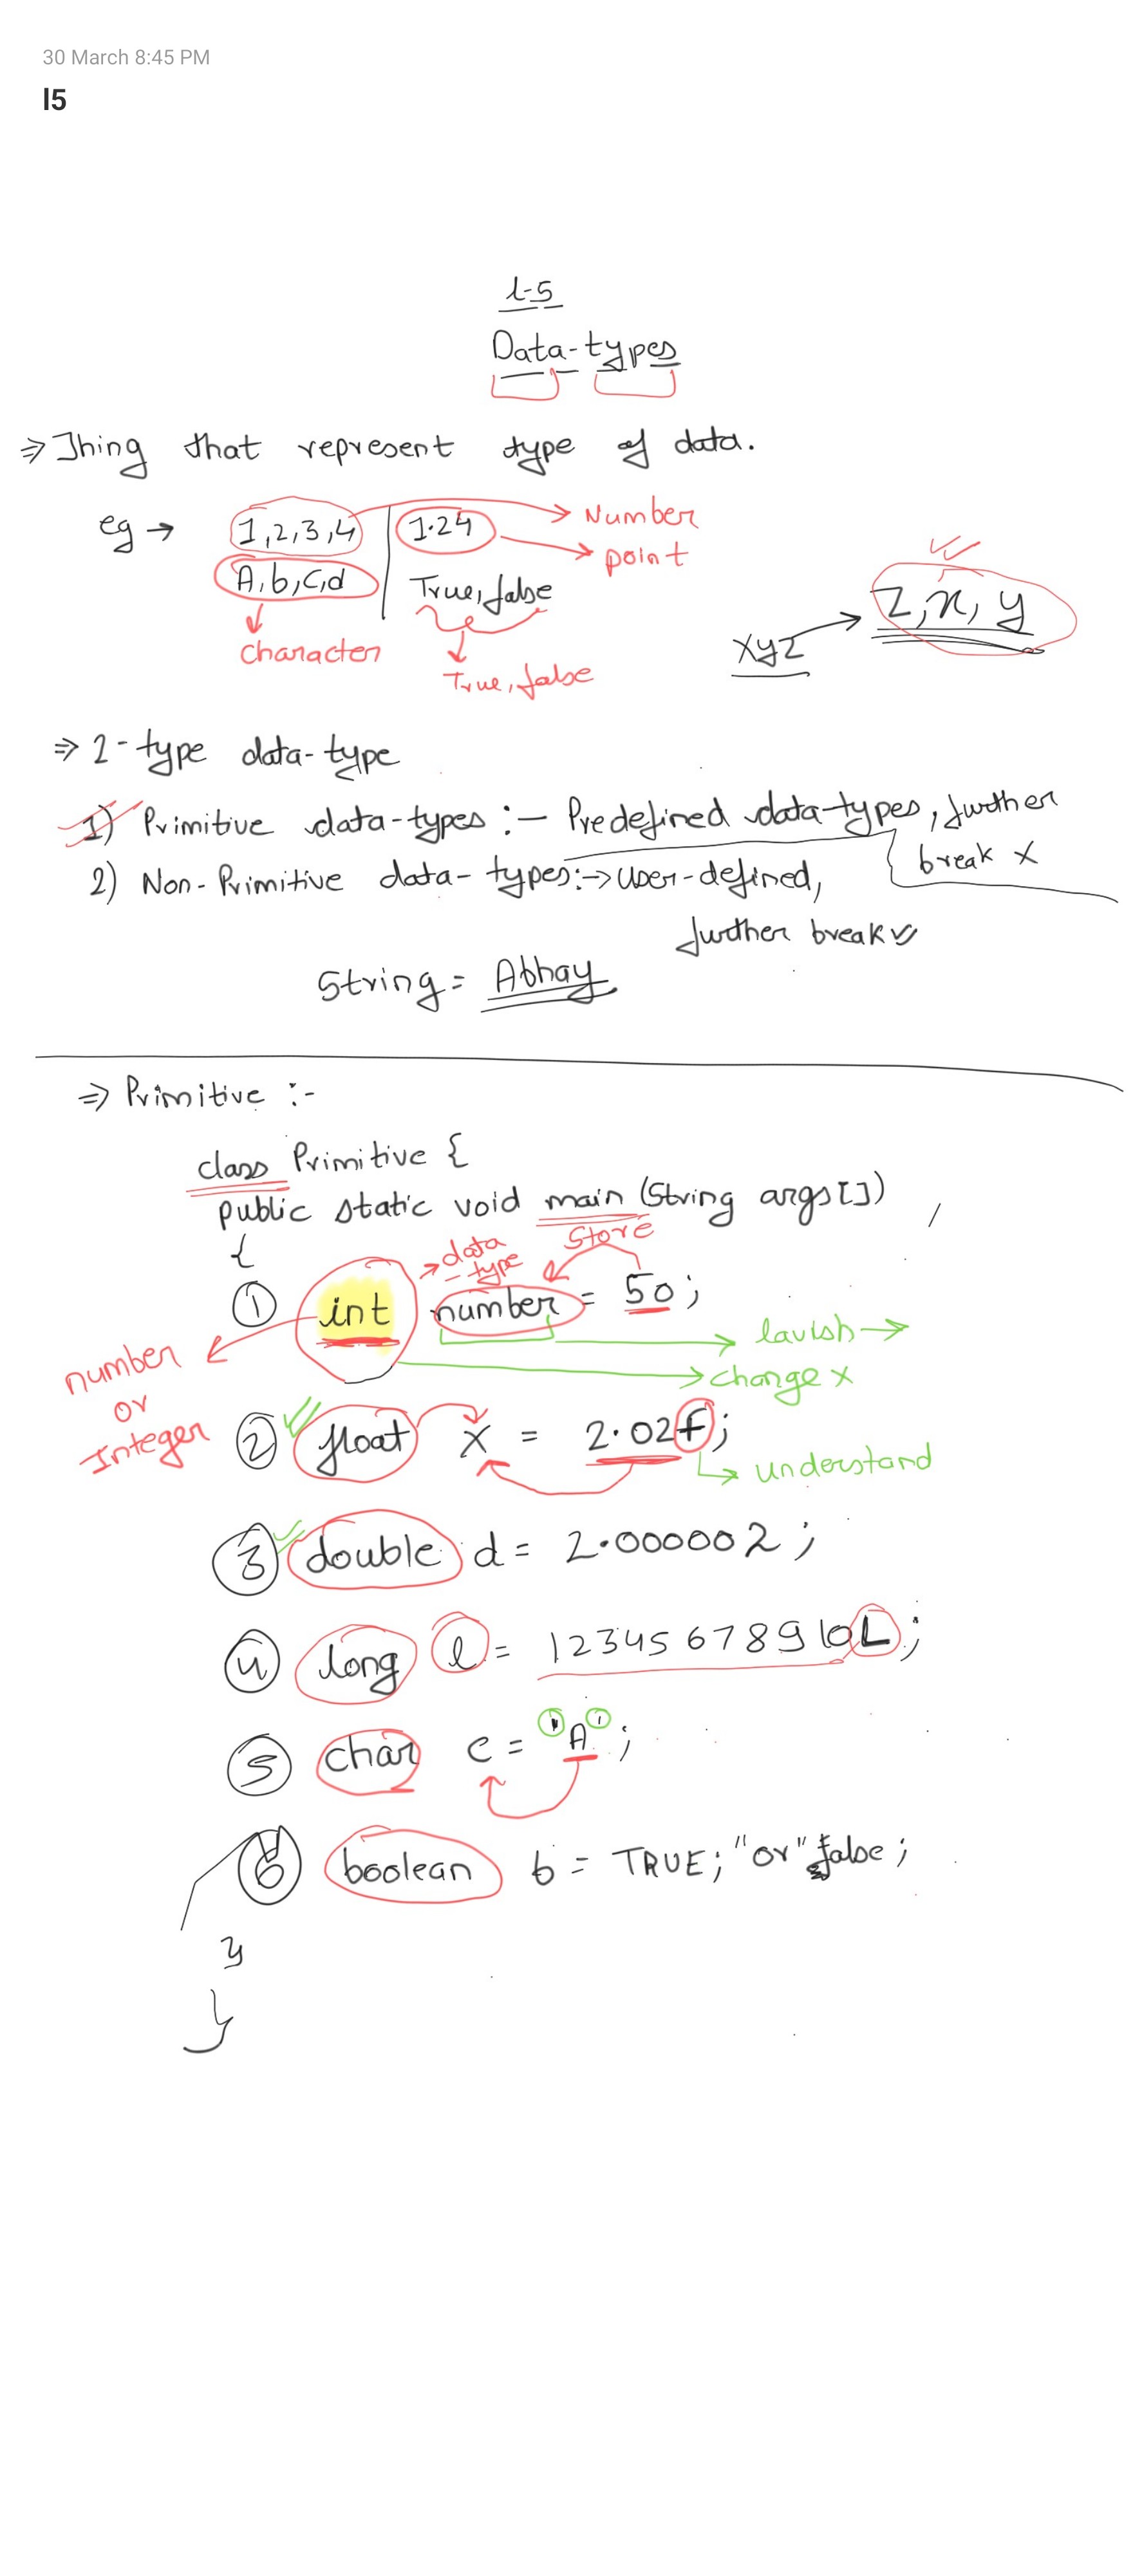 30 March 8:45 PM
l5
L-5
Data-types
⇒ Thing that represent type of data.
eg → 1,2,3,4 | 1.24 → Number
→ point
A,b,c,d | True, false
character
True, false
xyz → z, x, y
⇒ 2-type data-type
1) Primitive data-types :- Predefined data-types, further
break x
2) Non-Primitive data-types :→ user-defined,
further break ✓
String = Abhay
⇒ Primitive :-
class Primitive {
public static void main (String args[])
{
→ data-type
Store
① int number = 50;
lavish →
change x
number
or
Integer
② float x = 2.02f;
understand
③ double d = 2.000002;
④ long l = 12345678910L;
⑤ char c = 'A';
⑥ boolean b = TRUE; "or" false;
}
}